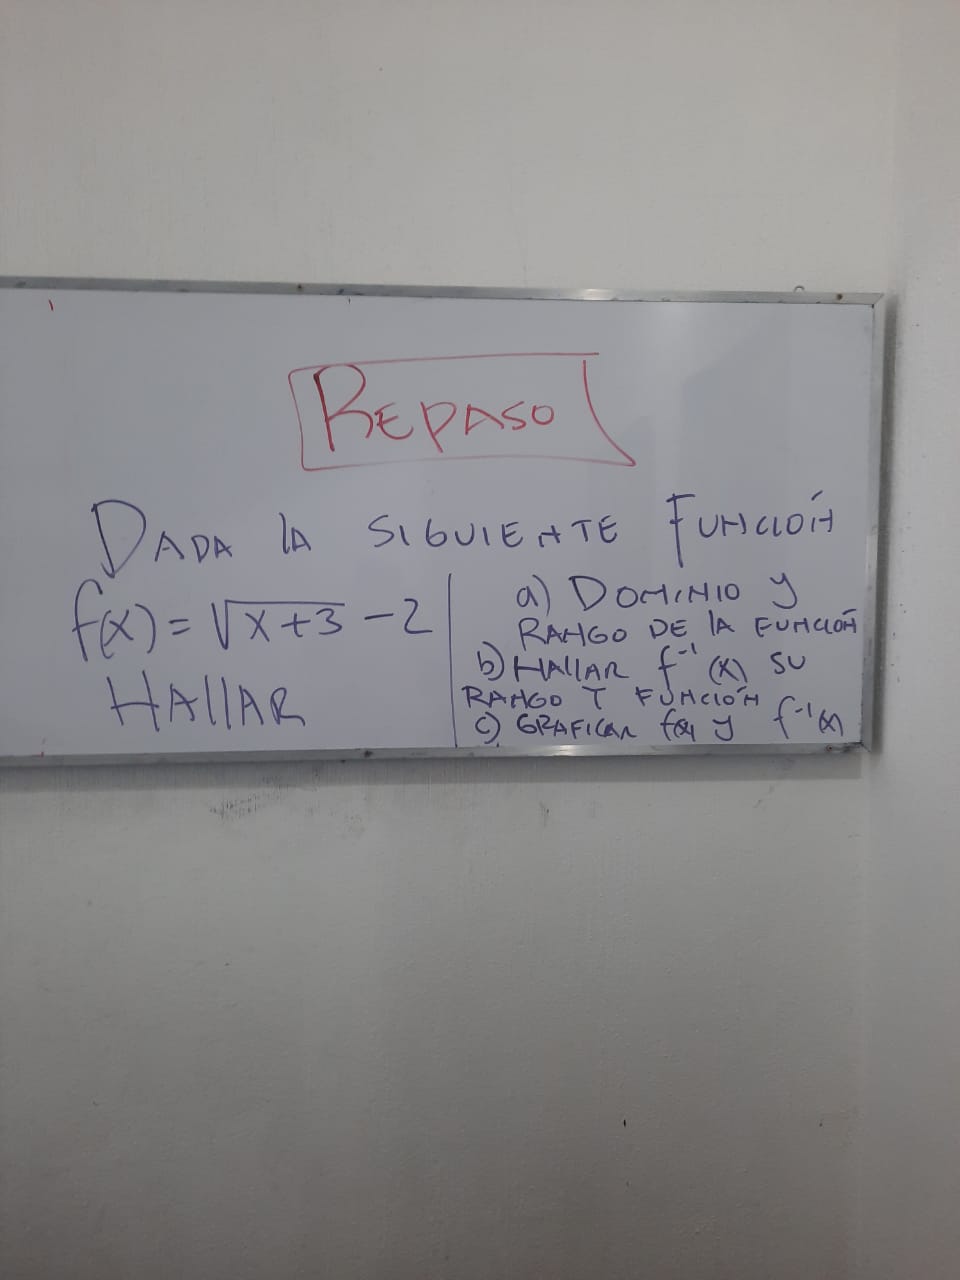 REPASO
DADA LA SIGUIENTE FUNCIÓN
f(x) = √x+3 -2
HALLAR
a) DOMINIO Y
RANGO DE LA FUNCIÓN
b) HALLAR f⁻¹(x) SU
RANGO Y FUNCIÓN
c) GRAFICAR f(x) y f⁻¹(x)